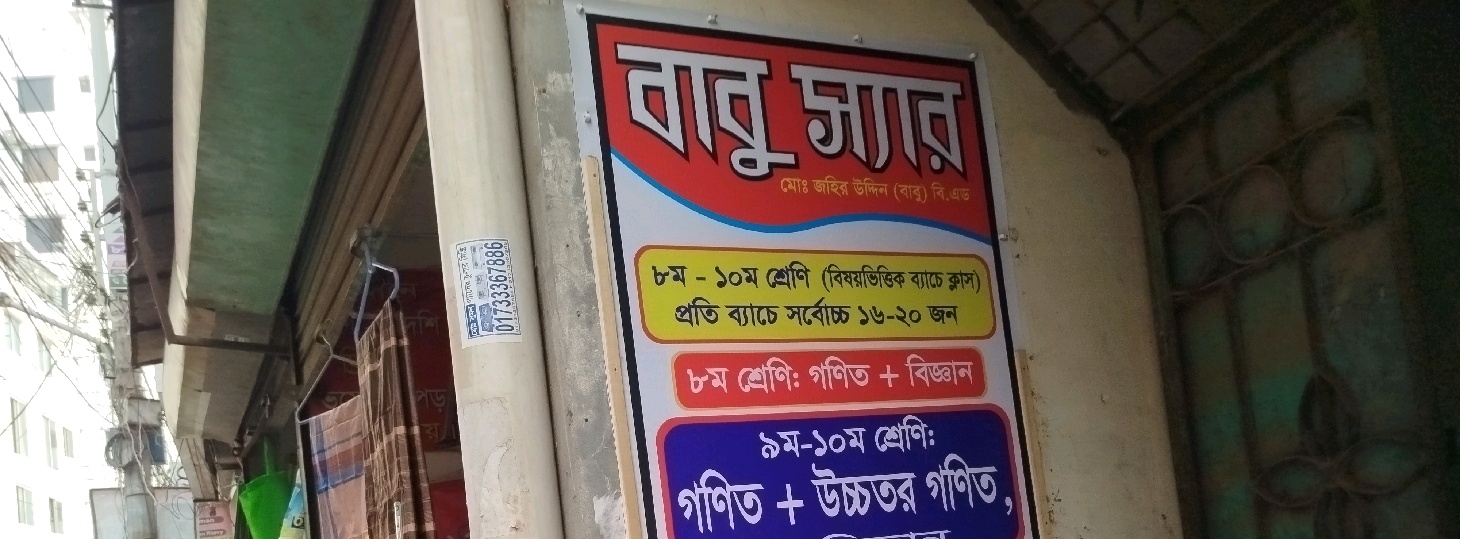 বাবু স্যার
মোঃ জহির উদ্দিন (বাবু) বি.এড
৮ম - ১০ম শ্রেণি (বিষয়ভিত্তিক ব্যাচে ক্লাস)
প্রতি ব্যাচে সর্বোচ্চ ১৬-২০ জন
৮ম শ্রেণি: গণিত + বিজ্ঞান
৯ম-১০ম শ্রেণি:
গণিত + উচ্চতর গণিত,
01733367886